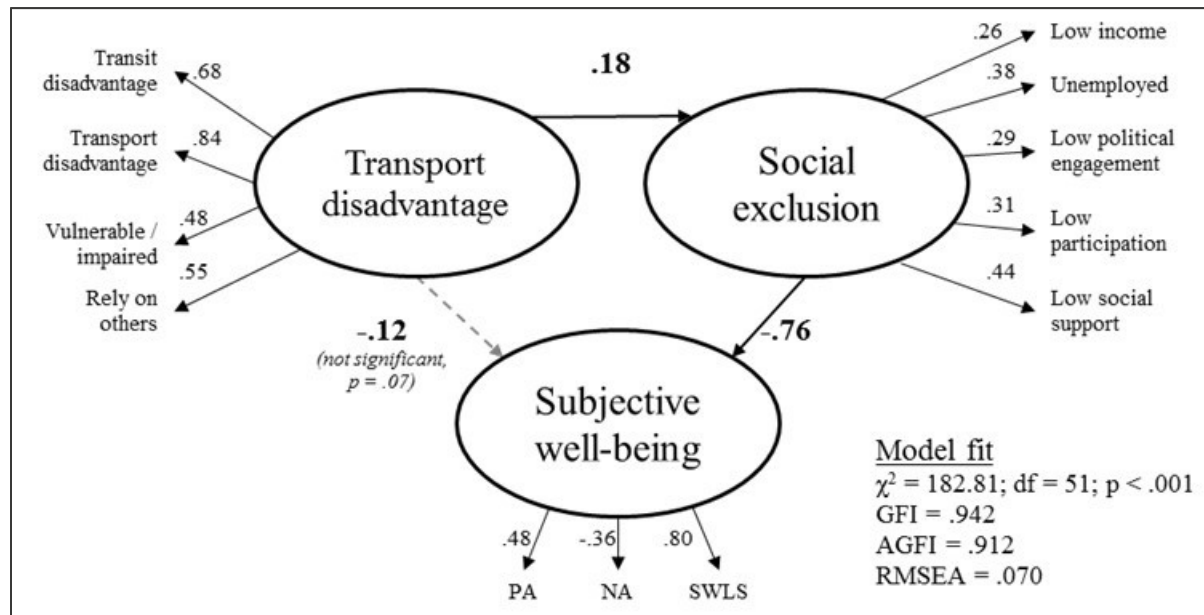 Transit
disadvantage
.68
Transport
disadvantage
.84
Vulnerable /
impaired
.48
Rely on
others
.55
Transport
disadvantage
.18
Social
exclusion
.26
Low income
.38
Unemployed
.29
Low political
engagement
.31
Low
participation
.44
Low social
support
-.12
(not significant,
p = .07)
-.76
Subjective
well-being
.48
PA
-.36
NA
.80
SWLS
Model fit
χ² = 182.81; df = 51; p < .001
GFI = .942
AGFI = .912
RMSEA = .070